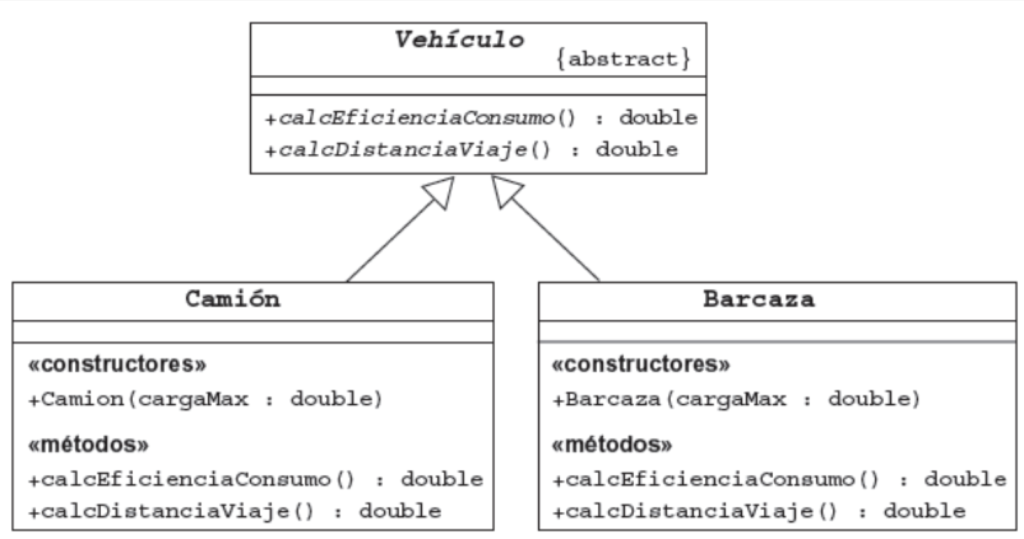 Vehículo
{abstract}
+calcEficienciaConsumo() : double
+calcDistanciaViaje() : double
Camión
«constructores»
+Camion(cargaMax : double)
«métodos»
+calcEficienciaConsumo() : double
+calcDistanciaViaje() : double
Barcaza
«constructores»
+Barcaza(cargaMax : double)
«métodos»
+calcEficienciaConsumo() : double
+calcDistanciaViaje() : double